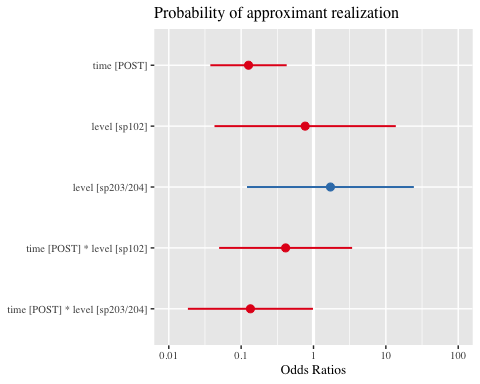 Probability of approximant realization
time [POST]
level [sp102]
level [sp203/204]
time [POST] * level [sp102]
time [POST] * level [sp203/204]
0.01 0.1 1 10 100
Odds Ratios